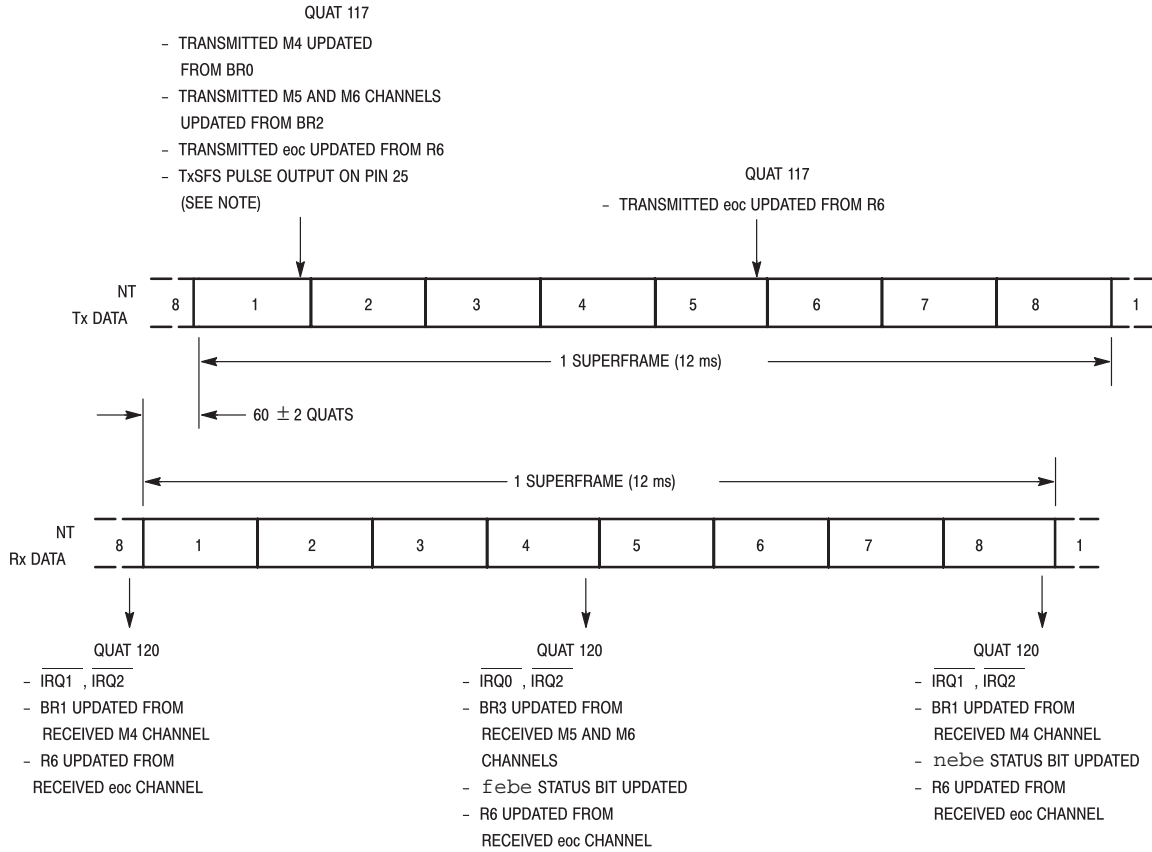 QUAT 117
– TRANSMITTED M4 UPDATED
FROM BR0
– TRANSMITTED M5 AND M6 CHANNELS
UPDATED FROM BR2
– TRANSMITTED eoc UPDATED FROM R6
– TxSFS PULSE OUTPUT ON PIN 25
(SEE NOTE)
QUAT 117
– TRANSMITTED eoc UPDATED FROM R6
NT
Tx DATA
8 1 2 3 4 5 6 7 8 1
1 SUPERFRAME (12 ms)
60 ± 2 QUATS
1 SUPERFRAME (12 ms)
NT
Rx DATA
8 1 2 3 4 5 6 7 8 1
QUAT 120
– IRQ1 , IRQ2
– BR1 UPDATED FROM
RECEIVED M4 CHANNEL
– R6 UPDATED FROM
RECEIVED eoc CHANNEL
QUAT 120
– IRQ0 , IRQ2
– BR3 UPDATED FROM
RECEIVED M5 AND M6
CHANNELS
– febe STATUS BIT UPDATED
– R6 UPDATED FROM
RECEIVED eoc CHANNEL
QUAT 120
– IRQ1 , IRQ2
– BR1 UPDATED FROM
RECEIVED M4 CHANNEL
– nebe STATUS BIT UPDATED
– R6 UPDATED FROM
RECEIVED eoc CHANNEL